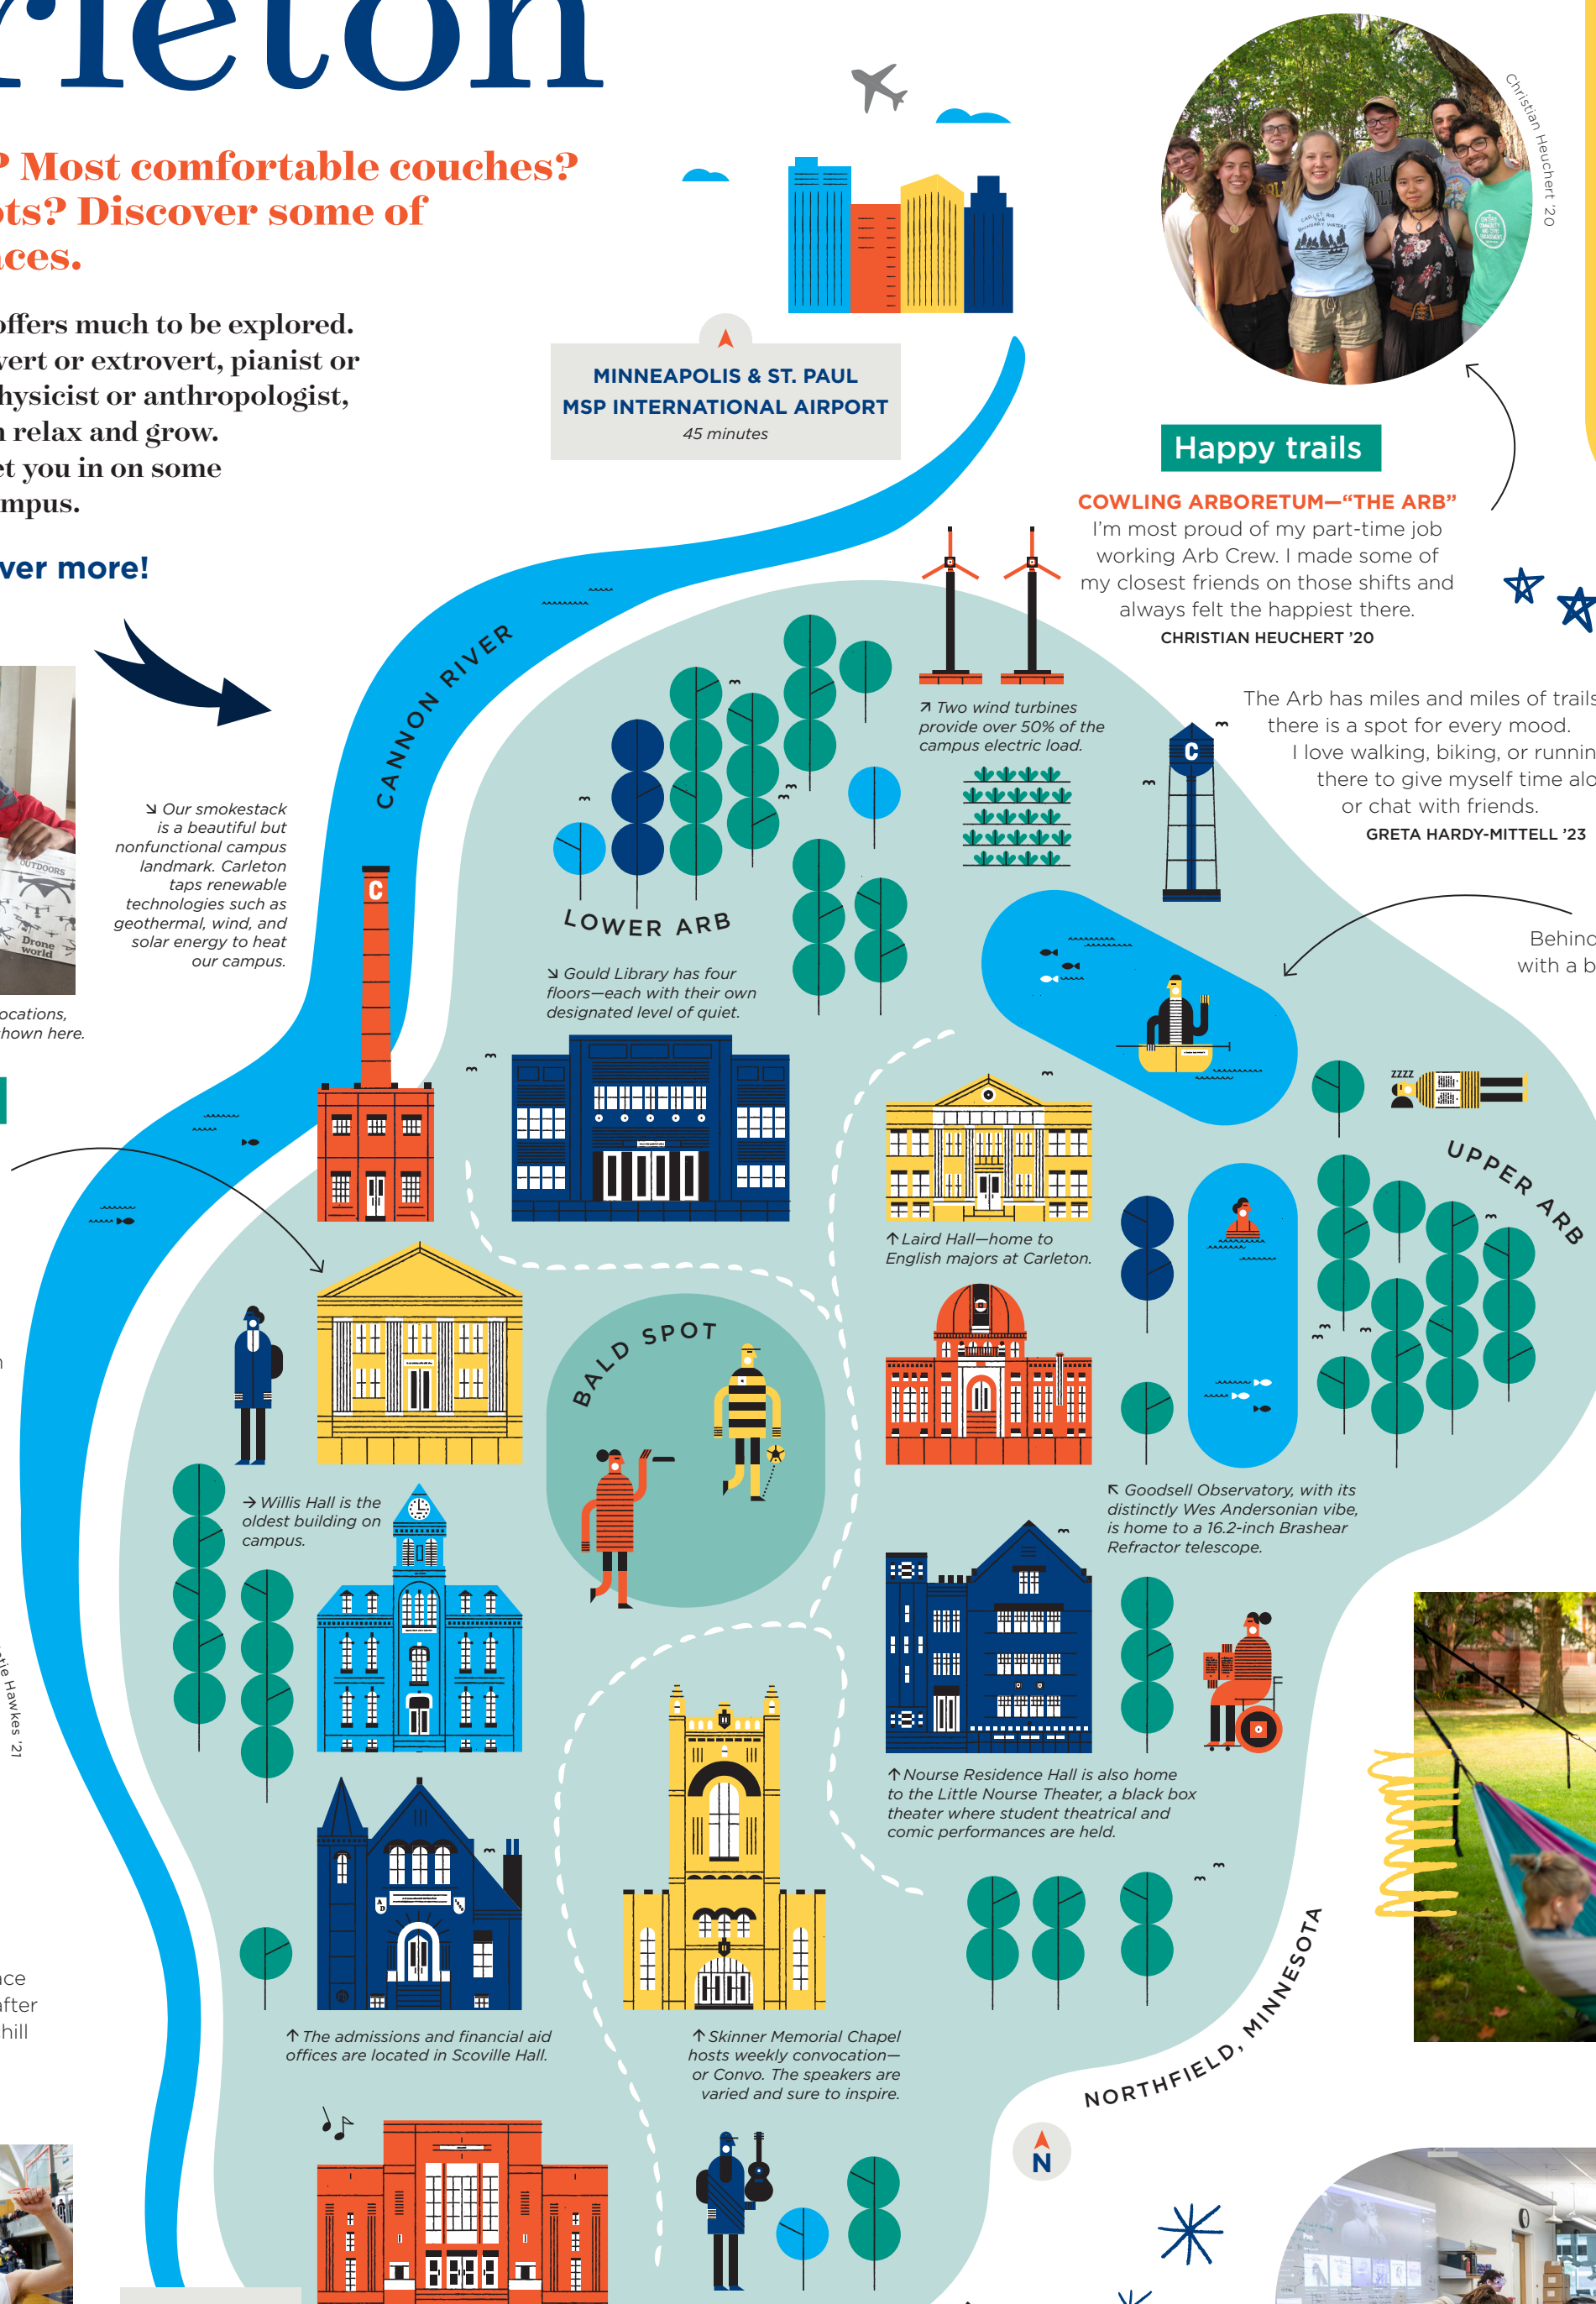 rleton
? Most comfortable couches?
ots? Discover some of
aces.
offers much to be explored.
vert or extrovert, pianist or
hysicist or anthropologist,
n relax and grow.
et you in on some
mpus.
ver more!
MINNEAPOLIS & ST. PAUL
MSP INTERNATIONAL AIRPORT
45 minutes
Christian Heuchert ’20
Happy trails
COWLING ARBORETUM—“THE ARB”
I’m most proud of my part-time job
working Arb Crew. I made some of
my closest friends on those shifts and
always felt the happiest there.
CHRISTIAN HEUCHERT ’20
The Arb has miles and miles of trails
there is a spot for every mood.
I love walking, biking, or runnin
there to give myself time alo
or chat with friends.
GRETA HARDY-MITTELL ’23
Behind
with a b
CANNON RIVER
↗ Two wind turbines
provide over 50% of the
campus electric load.
C
↘ Our smokestack
is a beautiful but
nonfunctional campus
landmark. Carleton
taps renewable
technologies such as
geothermal, wind, and
solar energy to heat
our campus.
C
OUTDOORS
Drone
world
ocations,
hown here.
LOWER ARB
↘ Gould Library has four
floors—each with their own
designated level of quiet.
ZZZZ
UPPER ARB
↑ Laird Hall—home to
English majors at Carleton.
BALD SPOT
→ Willis Hall is the
oldest building on
campus.
↖ Goodsell Observatory, with its
distinctly Wes Andersonian vibe,
is home to a 16.2-inch Brashear
Refractor telescope.
tie Hawkes ’21
↑ Nourse Residence Hall is also home
to the Little Nourse Theater, a black box
theater where student theatrical and
comic performances are held.
ace
after
hill
↑ The admissions and financial aid
offices are located in Scoville Hall.
↑ Skinner Memorial Chapel
hosts weekly convocation—
or Convo. The speakers are
varied and sure to inspire.
NORTHFIELD, MINNESOTA
N